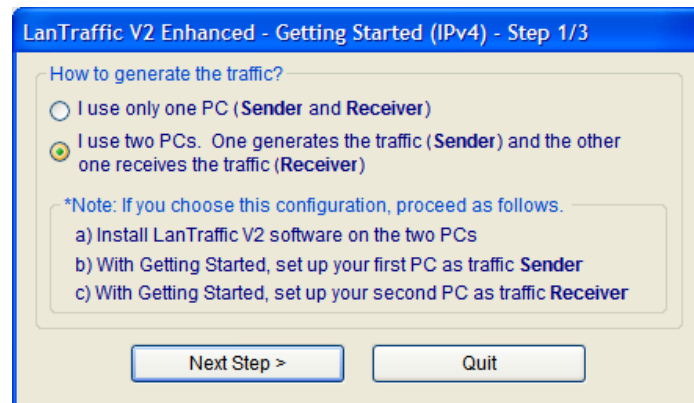 LanTraffic V2 Enhanced - Getting Started (IPv4) - Step 1/3
How to generate the traffic?
I use only one PC (Sender and Receiver)
I use two PCs. One generates the traffic (Sender) and the other
one receives the traffic (Receiver)
*Note: If you choose this configuration, proceed as follows.
a) Install LanTraffic V2 software on the two PCs
b) With Getting Started, set up your first PC as traffic Sender
c) With Getting Started, set up your second PC as traffic Receiver
Next Step >
Quit